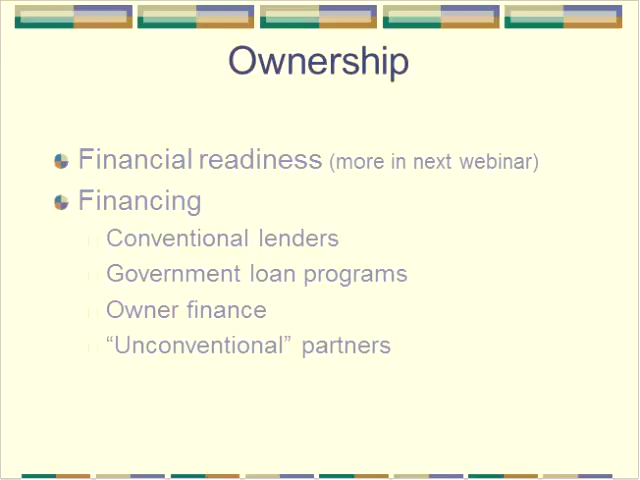 Ownership
Financial readiness (more in next webinar)
Financing
Conventional lenders
Government loan programs
Owner finance
“Unconventional” partners